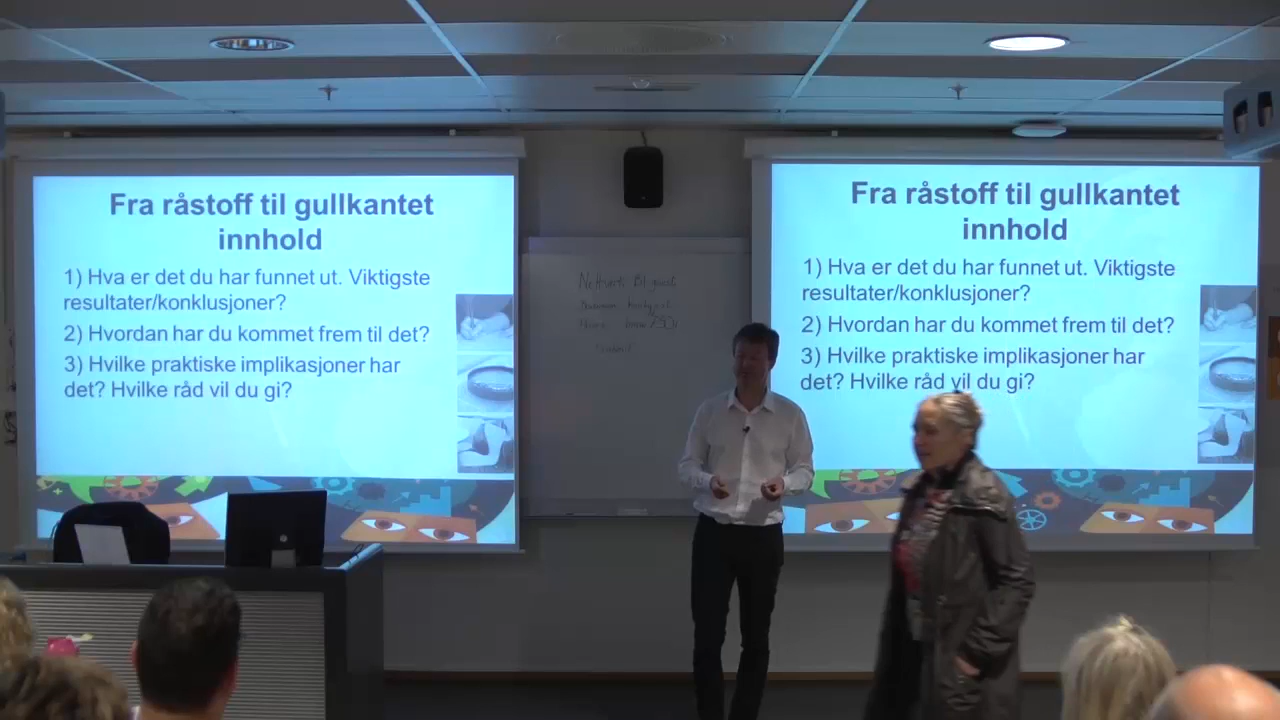 Fra råstoff til gullkantet
innhold
1) Hva er det du har funnet ut. Viktigste
resultater/konklusjoner?
2) Hvordan har du kommet frem til det?
3) Hvilke praktiske implikasjoner har
det? Hvilke råd vil du gi?
Fra råstoff til gullkantet
innhold
1) Hva er det du har funnet ut. Viktigste
resultater/konklusjoner?
2) Hvordan har du kommet frem til det?
3) Hvilke praktiske implikasjoner har
det? Hvilke råd vil du gi?